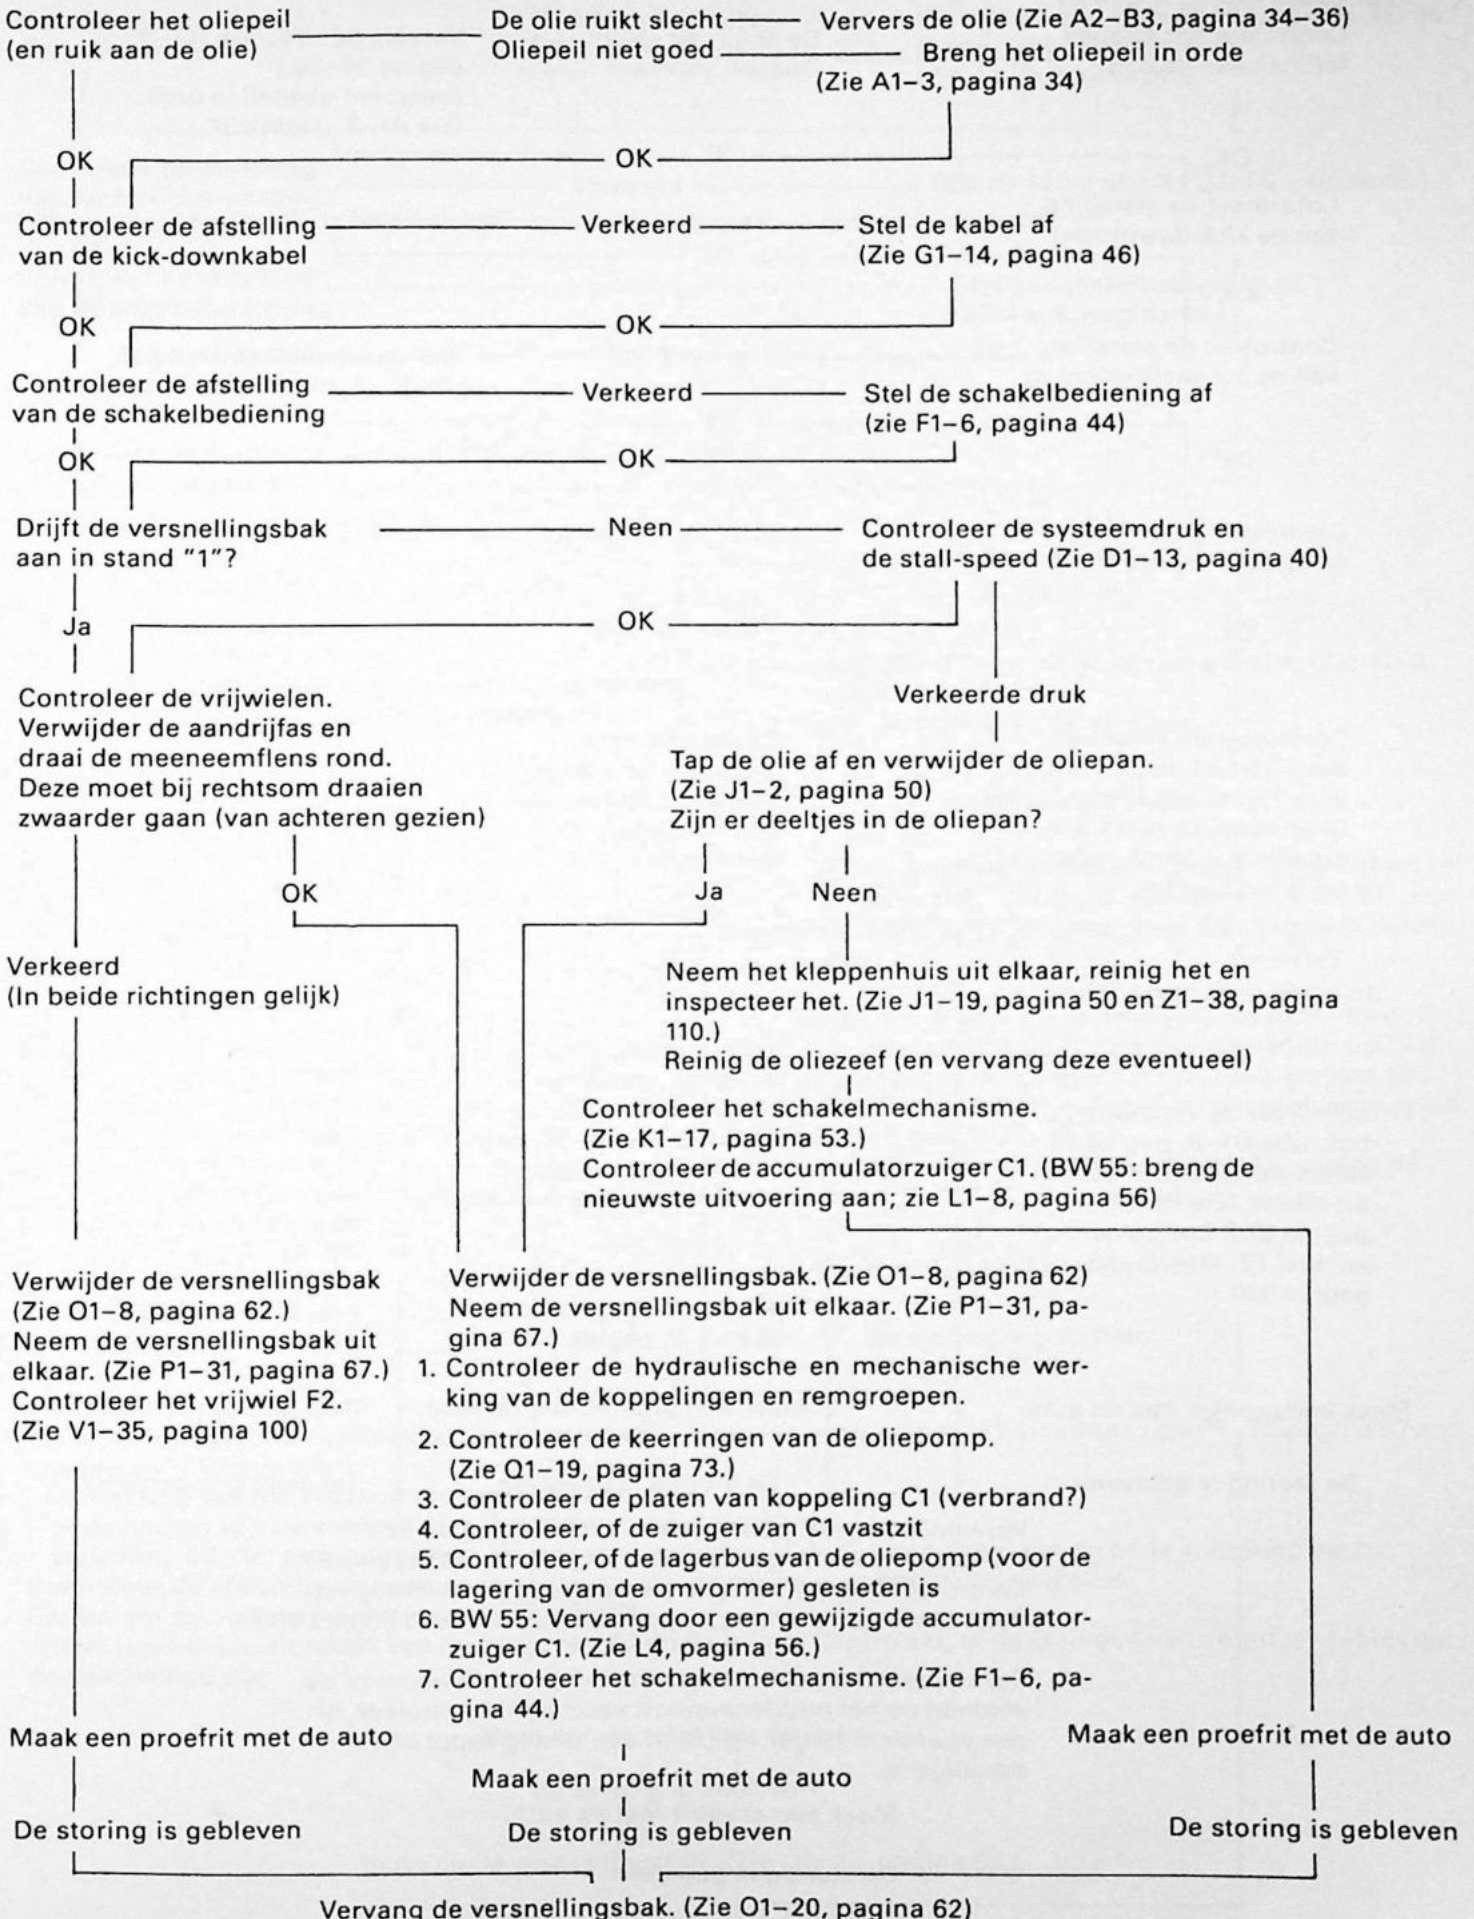 Controleer het oliepeil
(en ruik aan de olie)
De olie ruikt slecht
Oliepeil niet goed
Ververs de olie (Zie A2–B3, pagina 34–36)
Breng het oliepeil in orde
(Zie A1–3, pagina 34)
OK
OK
Controleer de afstelling
van de kick-downkabel
Verkeerd
Stel de kabel af
(Zie G1–14, pagina 46)
OK
OK
Controleer de afstelling
van de schakelbediening
Verkeerd
Stel de schakelbediening af
(zie F1–6, pagina 44)
OK
OK
Drijft de versnellingsbak
aan in stand "1"?
Neen
Controleer de systeemdruk en
de stall-speed (Zie D1–13, pagina 40)
Ja
OK
Controleer de vrijwielen.
Verwijder de aandrijfas en
draai de meeneemflens rond.
Deze moet bij rechtsom draaien
zwaarder gaan (van achteren gezien)
Verkeerde druk
Tap de olie af en verwijder de oliepan.
(Zie J1–2, pagina 50)
Zijn er deeltjes in de oliepan?
OK
Ja
Neen
Verkeerd
(In beide richtingen gelijk)
Neem het kleppenhuis uit elkaar, reinig het en
inspecteer het. (Zie J1–19, pagina 50 en Z1–38, pagina
110.)
Reinig de oliezeef (en vervang deze eventueel)
Controleer het schakelmechanisme.
(Zie K1–17, pagina 53.)
Controleer de accumulatorzuiger C1. (BW 55: breng de
nieuwste uitvoering aan; zie L1–8, pagina 56)
Verwijder de versnellingsbak
(Zie O1–8, pagina 62.)
Neem de versnellingsbak uit
elkaar. (Zie P1–31, pagina 67.)
Controleer het vrijwiel F2.
(Zie V1–35, pagina 100)
Verwijder de versnellingsbak. (Zie O1–8, pagina 62)
Neem de versnellingsbak uit elkaar. (Zie P1–31, pa-
gina 67.)
1. Controleer de hydraulische en mechanische wer-
king van de koppelingen en remgroepen.
2. Controleer de keerringen van de oliepomp.
(Zie Q1–19, pagina 73.)
3. Controleer de platen van koppeling C1 (verbrand?)
4. Controleer, of de zuiger van C1 vastzit
5. Controleer, of de lagerbus van de oliepomp (voor de
lagering van de omvormer) gesleten is
6. BW 55: Vervang door een gewijzigde accumulator-
zuiger C1. (Zie L4, pagina 56.)
7. Controleer het schakelmechanisme. (Zie F1–6, pa-
gina 44.)
Maak een proefrit met de auto
Maak een proefrit met de auto
Maak een proefrit met de auto
De storing is gebleven
De storing is gebleven
De storing is gebleven
Vervang de versnellingsbak. (Zie O1–20, pagina 62)